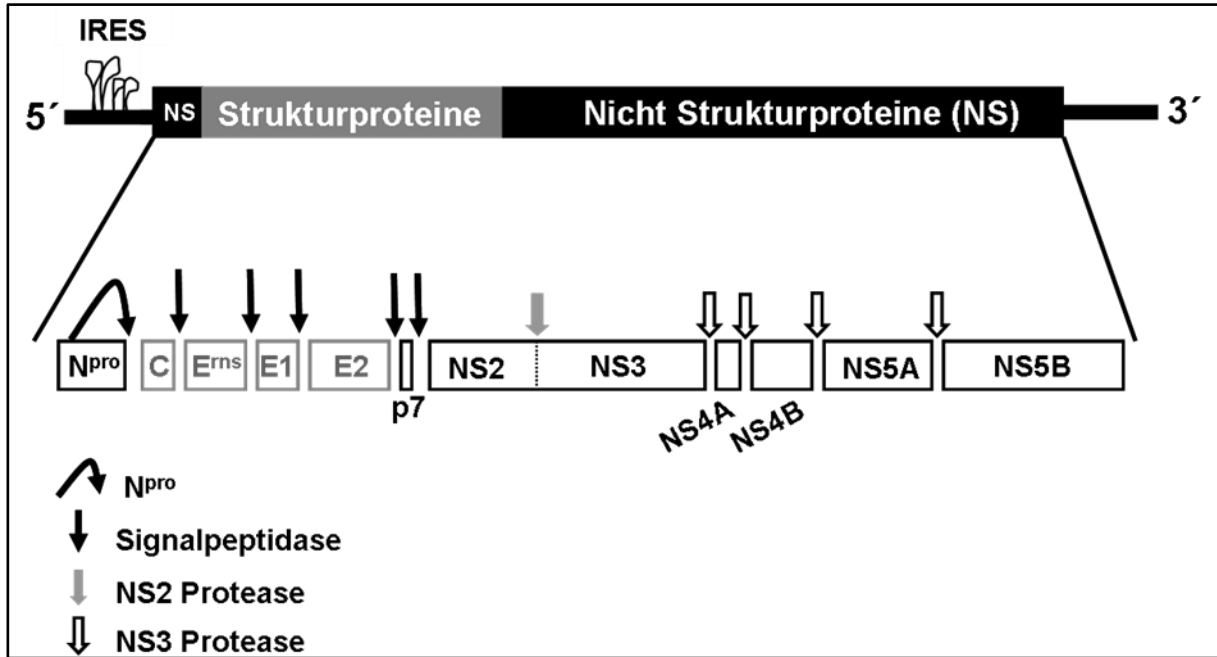 IRES
5´ NS Strukturproteine Nicht Strukturproteine (NS) 3´
Npro C Erns E1 E2 NS2 NS3 NS5A NS5B
p7 NS4A NS4B
Npro
Signalpeptidase
NS2 Protease
NS3 Protease